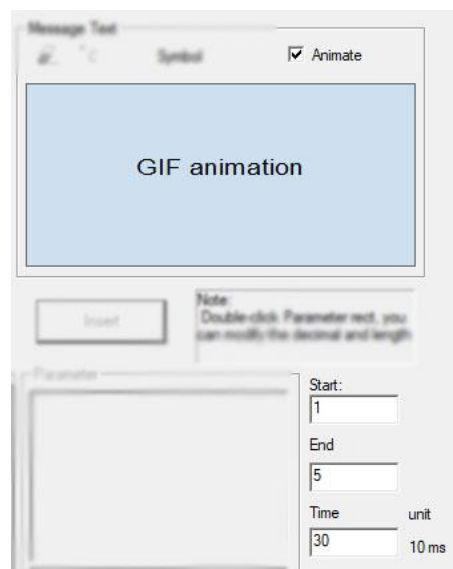 Message Text
Symbol
Animate
GIF animation
Insert
Note:
Double-click Parameter rect, you
can modify the decimal and length
Parameter
Start:
1
End
5
Time
unit
30
10 ms